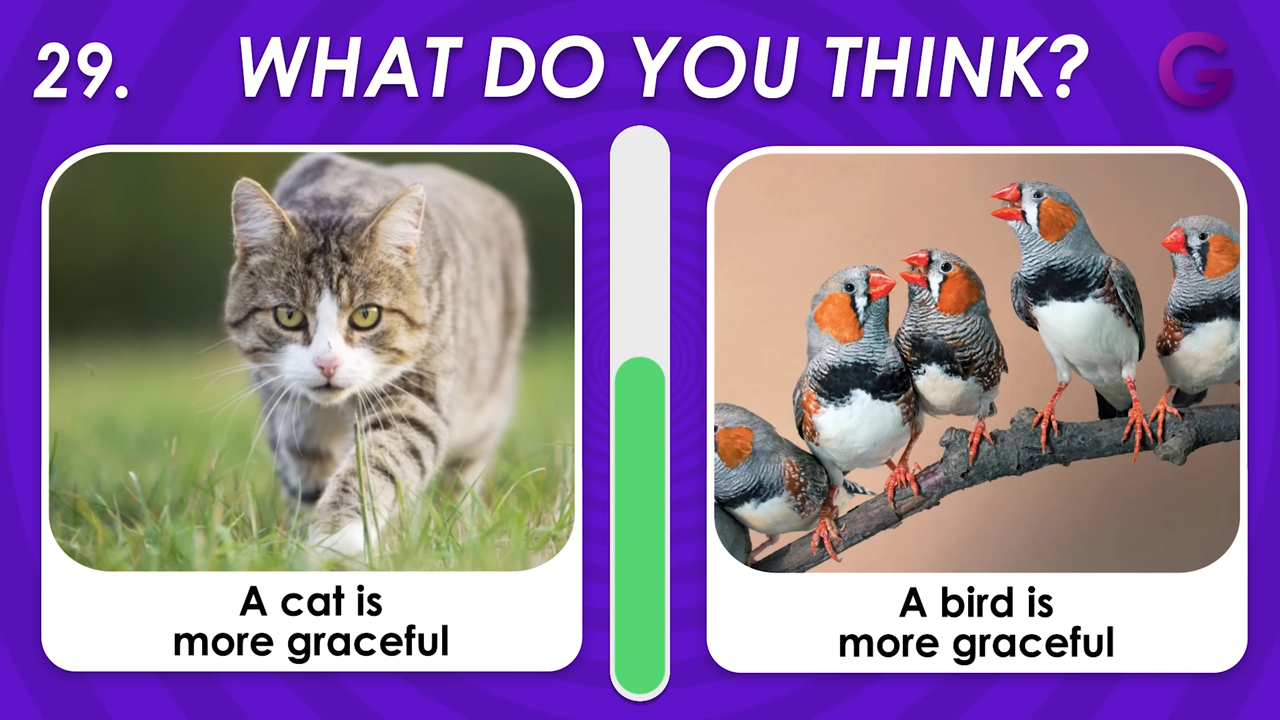 29. WHAT DO YOU THINK? G
A cat is
more graceful
A bird is
more graceful